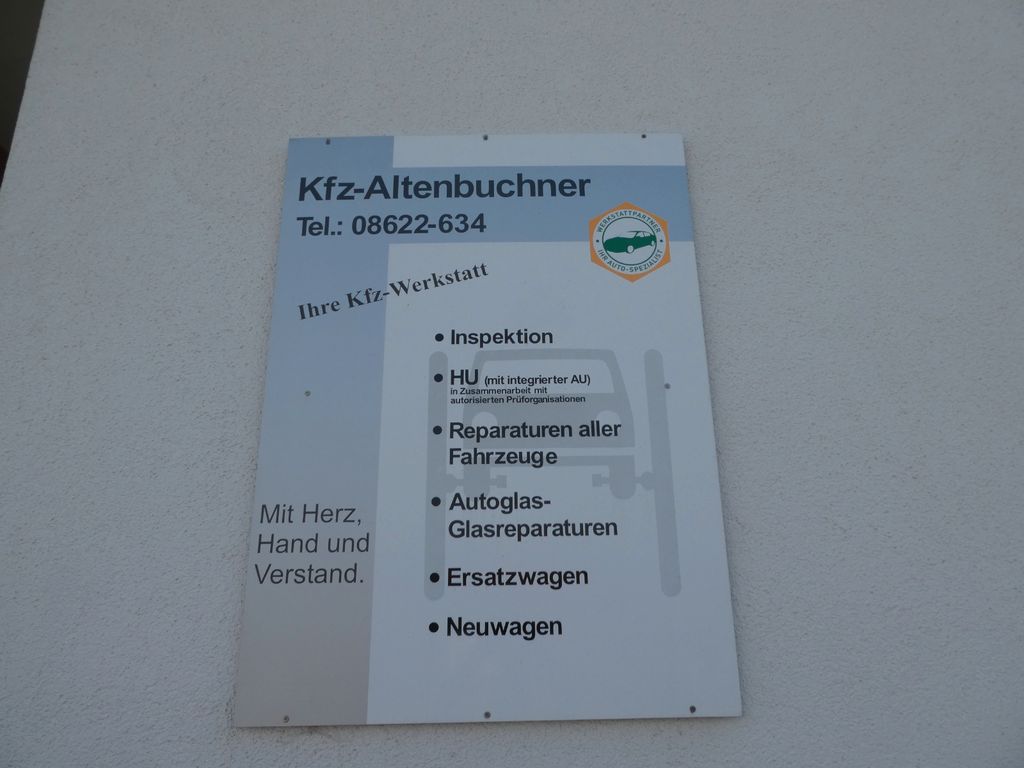 Kfz-Altenbuchner
Tel.: 08622-634
WERKSTATTPARTNER
IHR AUTO-SPEZIALIST
Ihre Kfz-Werkstatt
• Inspektion
• HU (mit integrierter AU)
in Zusammenarbeit mit
autorisierten Prüforganisationen
• Reparaturen aller
Fahrzeuge
• Autoglas-
Glasreparaturen
• Ersatzwagen
• Neuwagen
Mit Herz,
Hand und
Verstand.